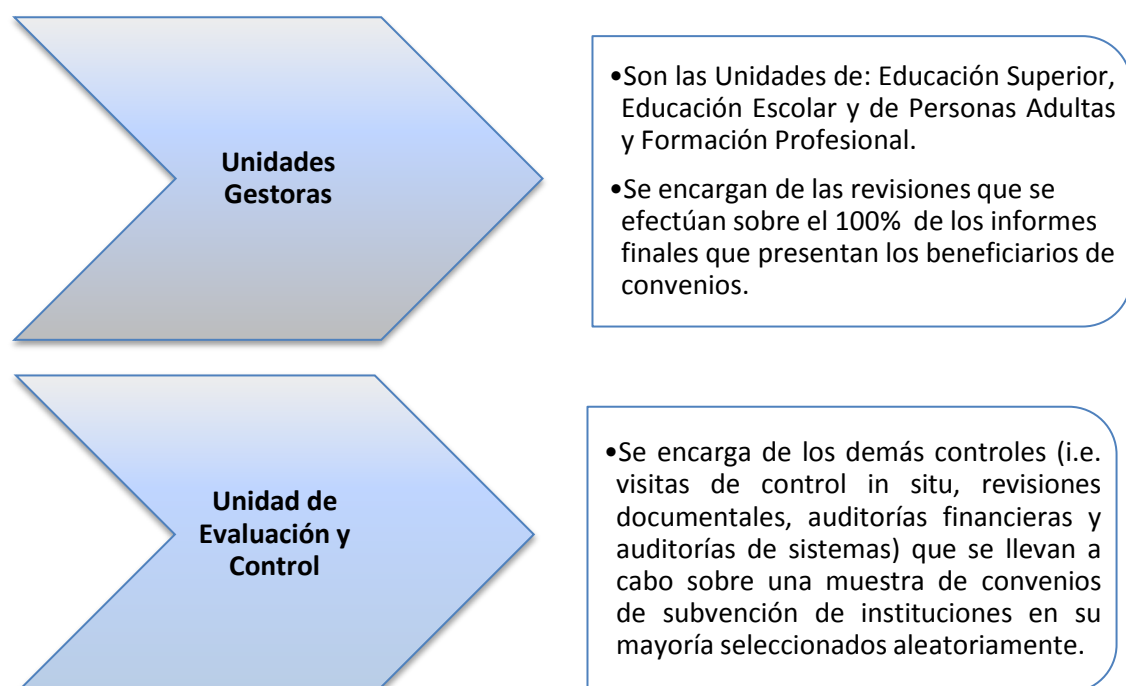 Unidades
Gestoras
•Son las Unidades de: Educación Superior,
Educación Escolar y de Personas Adultas
y Formación Profesional.
•Se encargan de las revisiones que se
efectúan sobre el 100% de los informes
finales que presentan los beneficiarios de
convenios.
Unidad de
Evaluación y
Control
•Se encarga de los demás controles (i.e.
visitas de control in situ, revisiones
documentales, auditorías financieras y
auditorías de sistemas) que se llevan a
cabo sobre una muestra de convenios
de subvención de instituciones en su
mayoría seleccionados aleatoriamente.